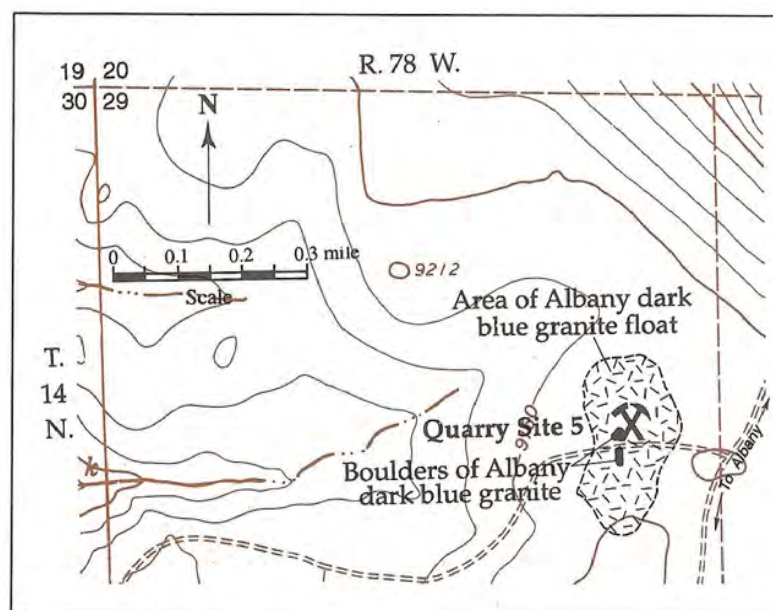 R. 78 W.
19 20
30 29
N
0 0.1 0.2 0.3 mile
Scale
9212
Area of Albany dark
blue granite float
T.
14
N.
Quarry Site 5
Boulders of Albany
dark blue granite
To Albany
k